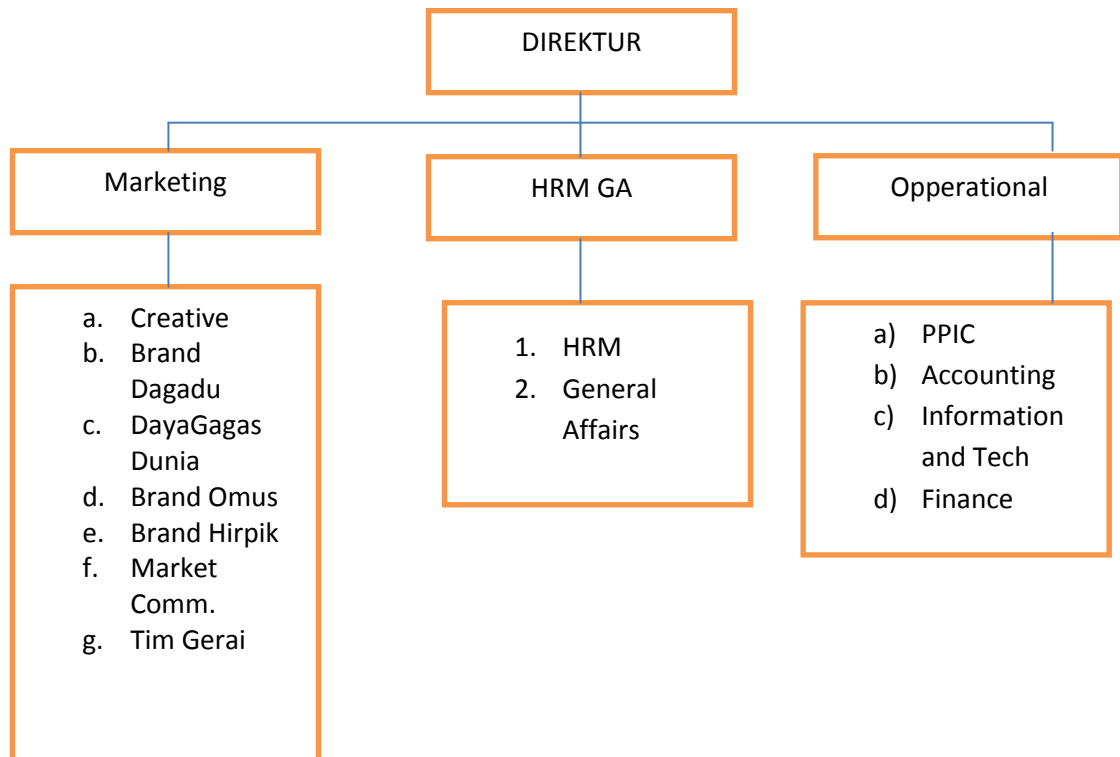 DIREKTUR
Marketing
HRM GA
Opperational
a. Creative
b. Brand
Dagadu
c. DayaGagas
Dunia
d. Brand Omus
e. Brand Hirpik
f. Market
Comm.
g. Tim Gerai
1. HRM
2. General
Affairs
a) PPIC
b) Accounting
c) Information
and Tech
d) Finance